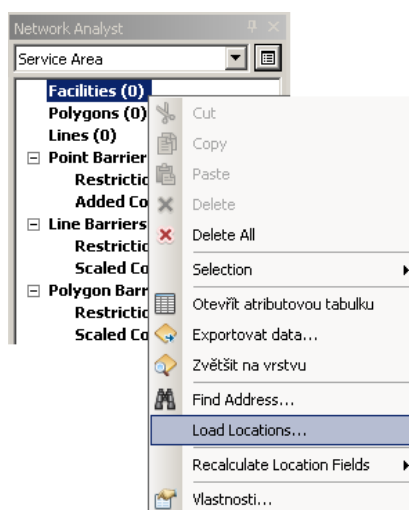 Network Analyst
Service Area
Facilities (0)
Polygons (0)
Lines (0)
Point Barrier
Restrictio
Added Co
Line Barriers
Restrictio
Scaled Co
Polygon Barr
Restrictio
Scaled Co
Cut
Copy
Paste
Delete
Delete All
Selection
Otevřít atributovou tabulku
Exportovat data...
Zvětšit na vrstvu
Find Address...
Load Locations...
Recalculate Location Fields
Vlastnosti...